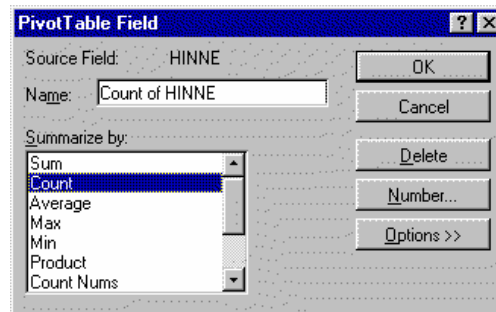 PivotTable Field
Source Field: HINNE
Name: Count of HINNE
Summarize by:
Sum
Count
Average
Max
Min
Product
Count Nums
OK
Cancel
Delete
Number...
Options >>